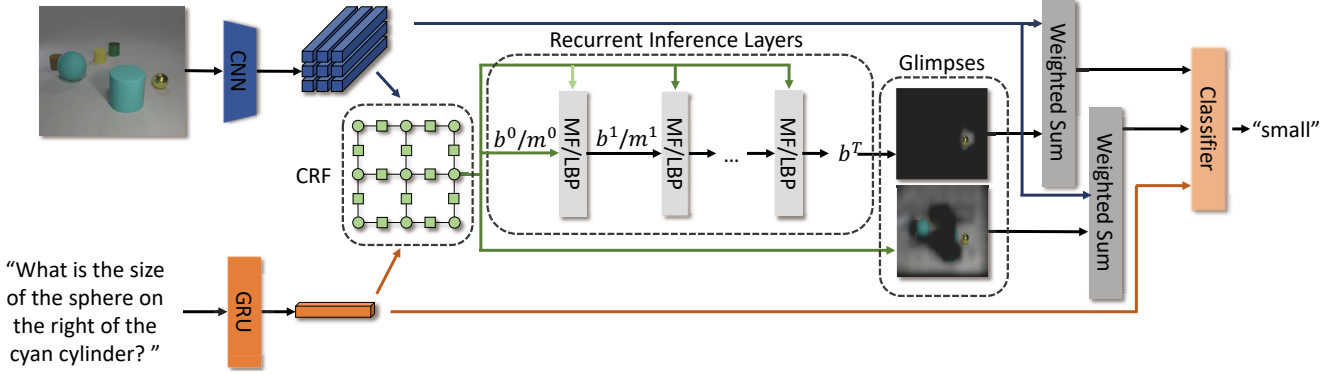 CNN
Recurrent Inference Layers
Glimpses
Weighted Sum
Weighted Sum
Classifier
"small"
CRF
b⁰/m⁰
MF/LBP
b¹/m¹
MF/LBP
...
MF/LBP
bᵀ
"What is the size
of the sphere on
the right of the
cyan cylinder? "
GRU